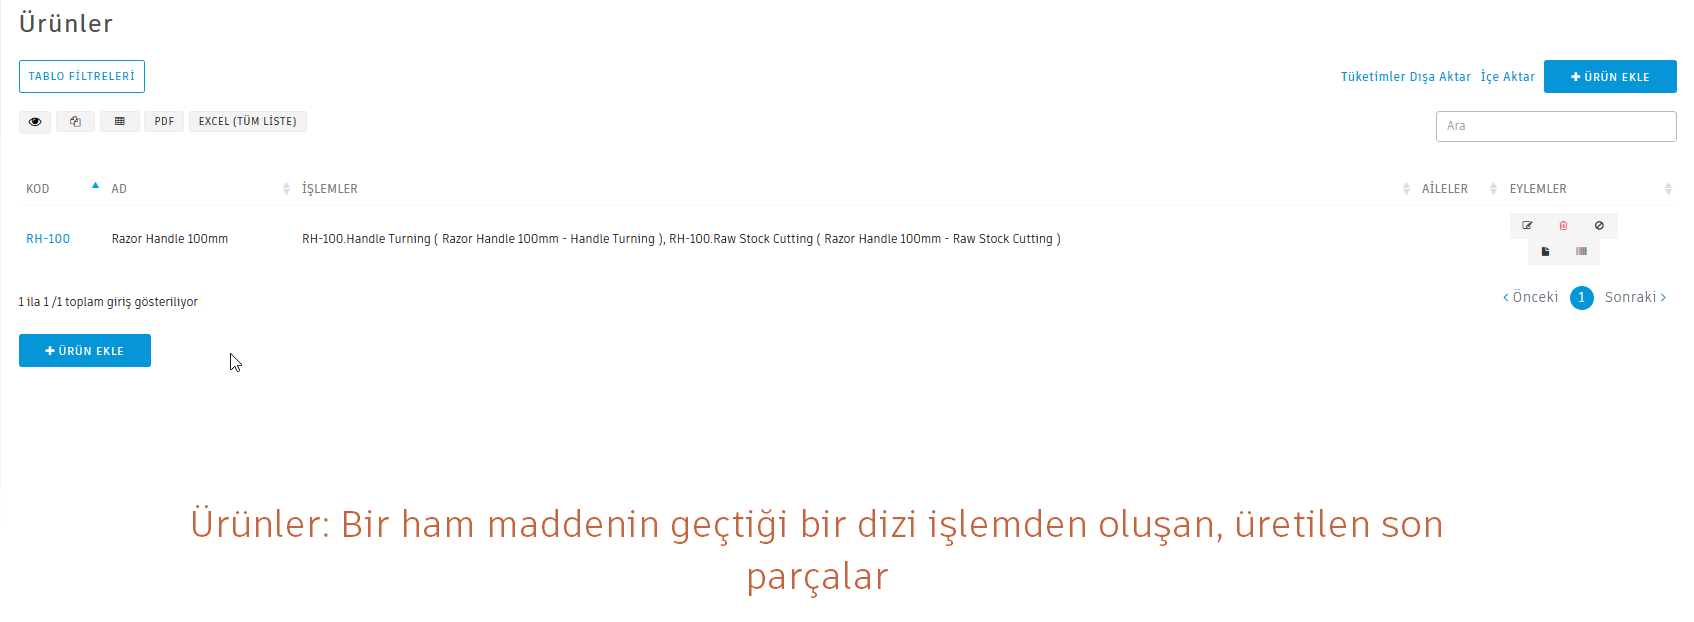 Ürünler
TABLO FİLTRELERİ
Tüketimler Dışa Aktar İçe Aktar
ÜRÜN EKLE
PDF EXCEL (TÜM LİSTE)
Ara
KOD AD İŞLEMLER AİLELER EYLEMLER
RH-100 Razor Handle 100mm RH-100.Handle Turning ( Razor Handle 100mm - Handle Turning ), RH-100.Raw Stock Cutting ( Razor Handle 100mm - Raw Stock Cutting )
1 ila 1 /1 toplam giriş gösteriliyor
‹ Önceki 1 Sonraki ›
ÜRÜN EKLE
Ürünler: Bir ham maddenin geçtiği bir dizi işlemden oluşan, üretilen son
parçalar